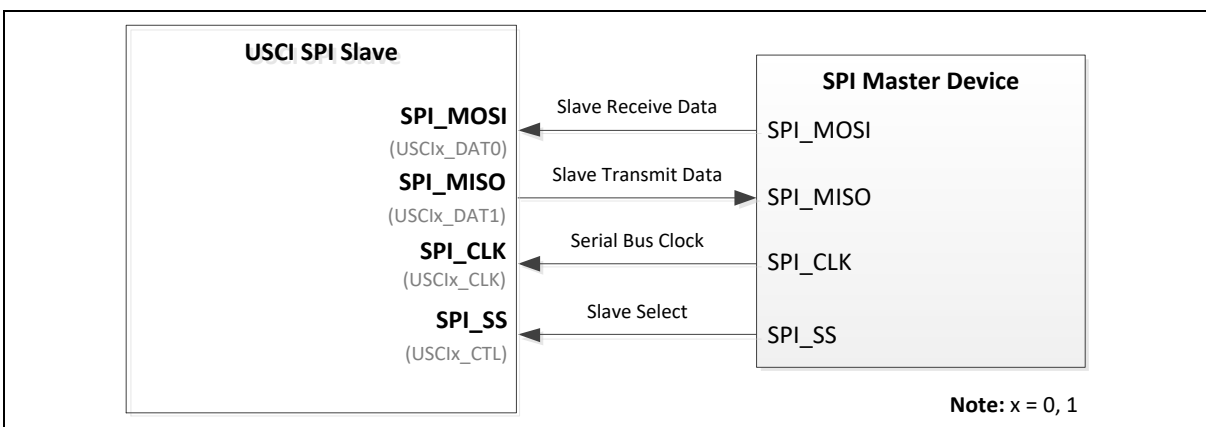 USCI SPI Slave
SPI Master Device
SPI_MOSI
(USCIx_DAT0)
Slave Receive Data
SPI_MOSI
SPI_MISO
(USCIx_DAT1)
Slave Transmit Data
SPI_MISO
SPI_CLK
(USCIx_CLK)
Serial Bus Clock
SPI_CLK
SPI_SS
(USCIx_CTL)
Slave Select
SPI_SS
Note: x = 0, 1